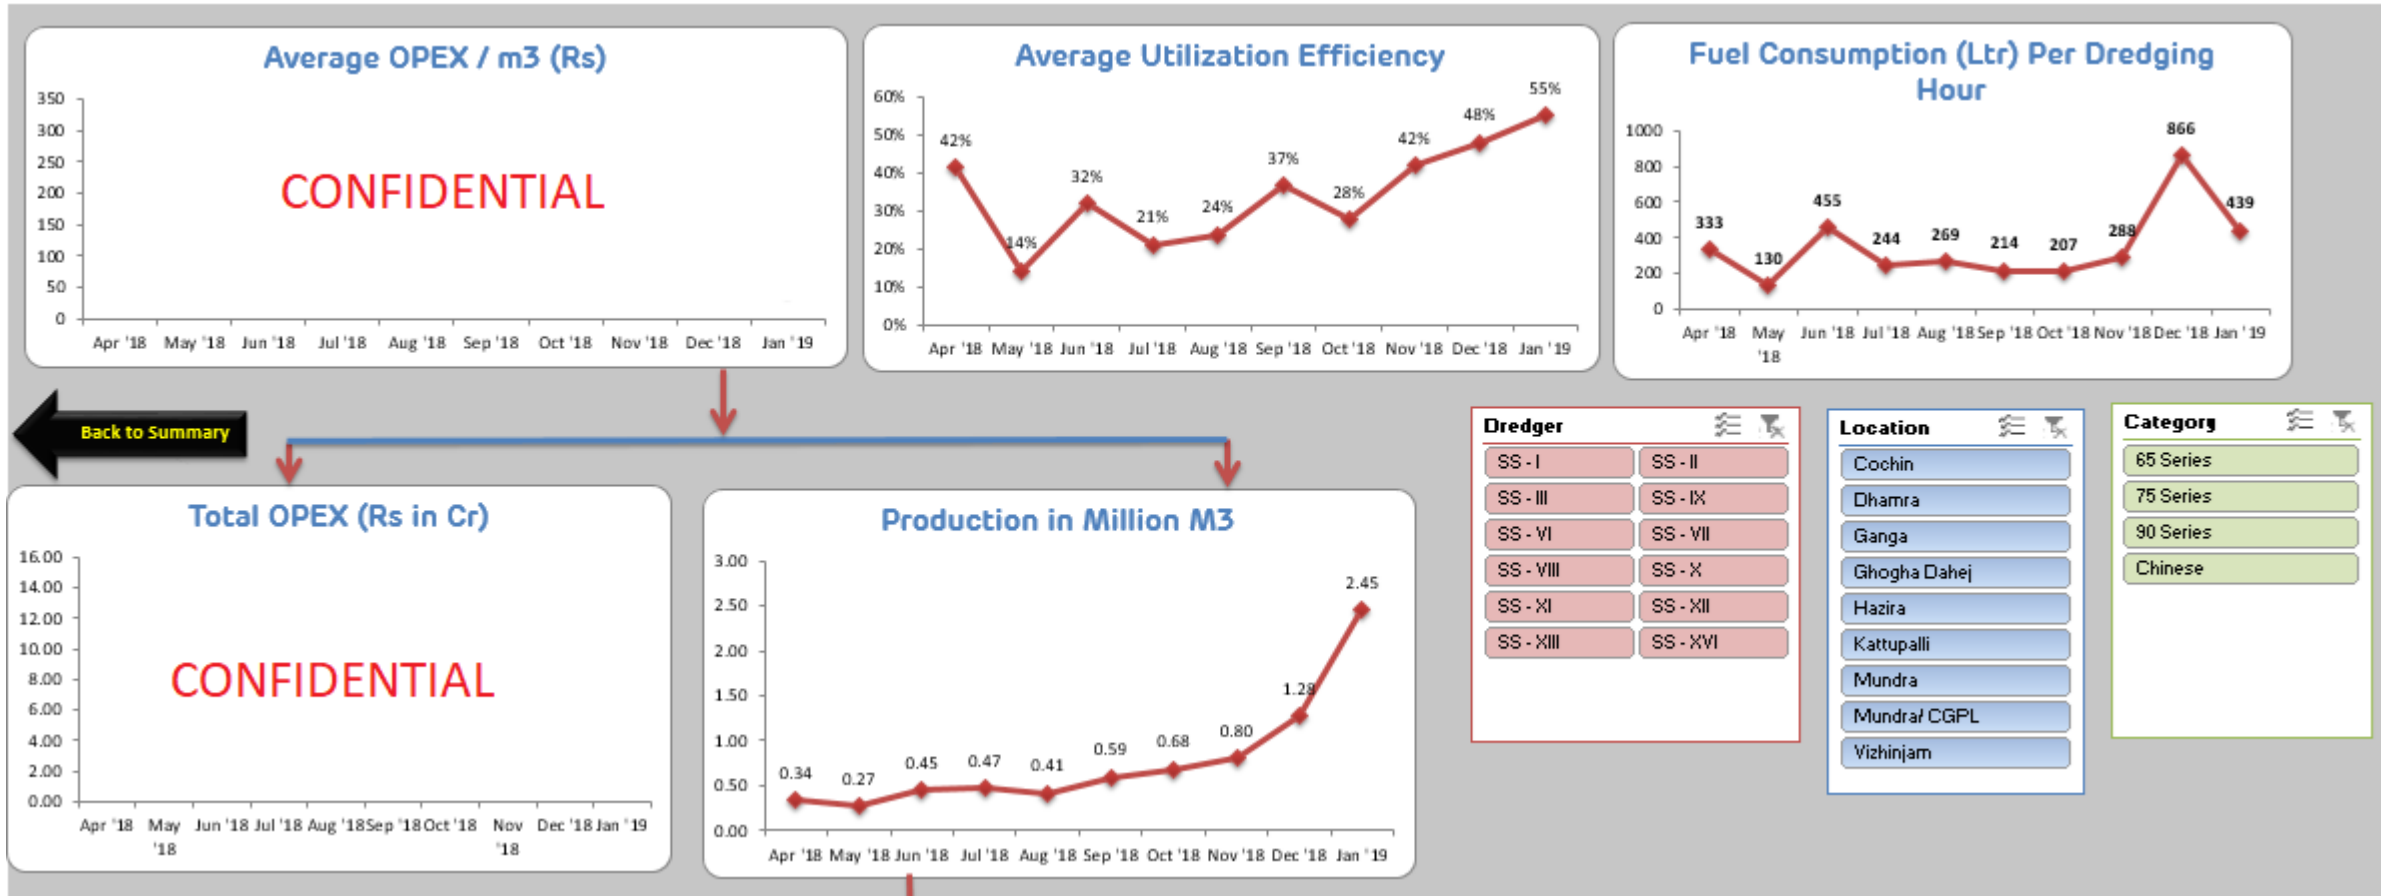 Average OPEX / m3 (Rs)
350
300
250
200
150
100
50
0
CONFIDENTIAL
Apr '18 May '18 Jun '18 Jul '18 Aug '18 Sep '18 Oct '18 Nov '18 Dec '18 Jan '19
Average Utilization Efficiency
60%
50%
40%
30%
20%
10%
0%
42% 14% 32% 21% 24% 37% 28% 42% 48% 55%
Apr '18 May '18 Jun '18 Jul '18 Aug '18 Sep '18 Oct '18 Nov '18 Dec '18 Jan '19
Fuel Consumption (Ltr) Per Dredging
Hour
1000
800
600
400
200
0
333 130 455 244 269 214 207 288 866 439
Apr '18 May '18 Jun '18 Jul '18 Aug '18 Sep '18 Oct '18 Nov '18 Dec '18 Jan '19
Back to Summary
Total OPEX (Rs in Cr)
16.00
14.00
12.00
10.00
8.00
6.00
4.00
2.00
0.00
CONFIDENTIAL
Apr '18 May '18 Jun '18 Jul '18 Aug '18 Sep '18 Oct '18 Nov '18 Dec '18 Jan '19
Production in Million M3
3.00
2.50
2.00
1.50
1.00
0.50
0.00
0.34 0.27 0.45 0.47 0.41 0.59 0.68 0.80 1.28 2.45
Apr '18 May '18 Jun '18 Jul '18 Aug '18 Sep '18 Oct '18 Nov '18 Dec '18 Jan '19
Dredger
SS - I SS - II
SS - III SS - IX
SS - VI SS - VII
SS - VIII SS - X
SS - XI SS - XII
SS - XIII SS - XVI
Location
Cochin
Dhamra
Ganga
Ghogha Dahej
Hazira
Kattupalli
Mundra
Mundra/ CGPL
Vizhinjam
Category
65 Series
75 Series
90 Series
Chinese